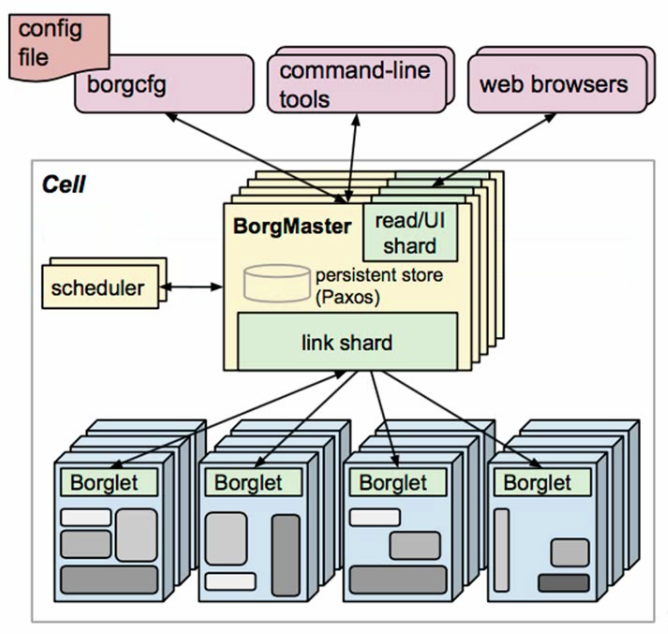 config
file
borgcfg
command-line
tools
web browsers
Cell
BorgMaster
read/UI
shard
persistent store
(Paxos)
scheduler
link shard
Borglet
Borglet
Borglet
Borglet